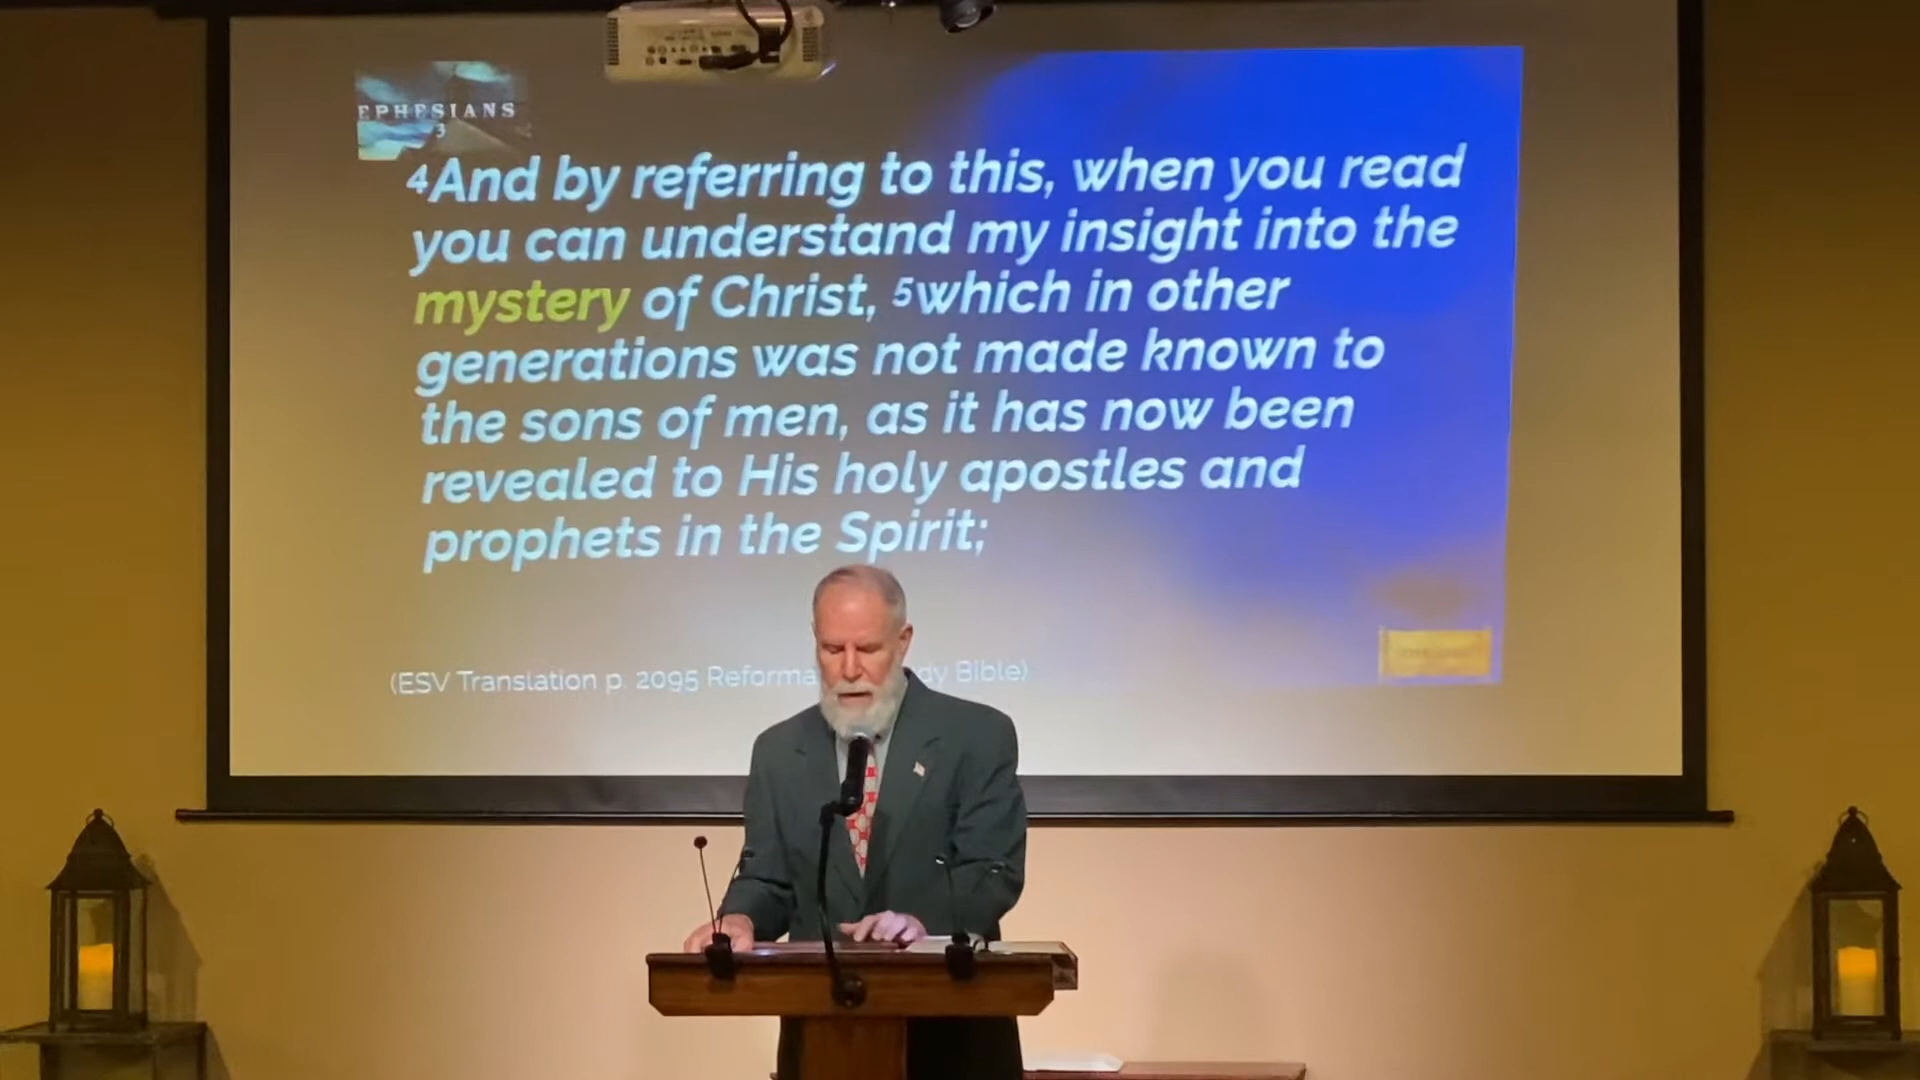 EPHESIANS
3
4And by referring to this, when you read
you can understand my insight into the
mystery of Christ, 5which in other
generations was not made known to
the sons of men, as it has now been
revealed to His holy apostles and
prophets in the Spirit;
(ESV Translation p. 2095 Reforma dy Bible)